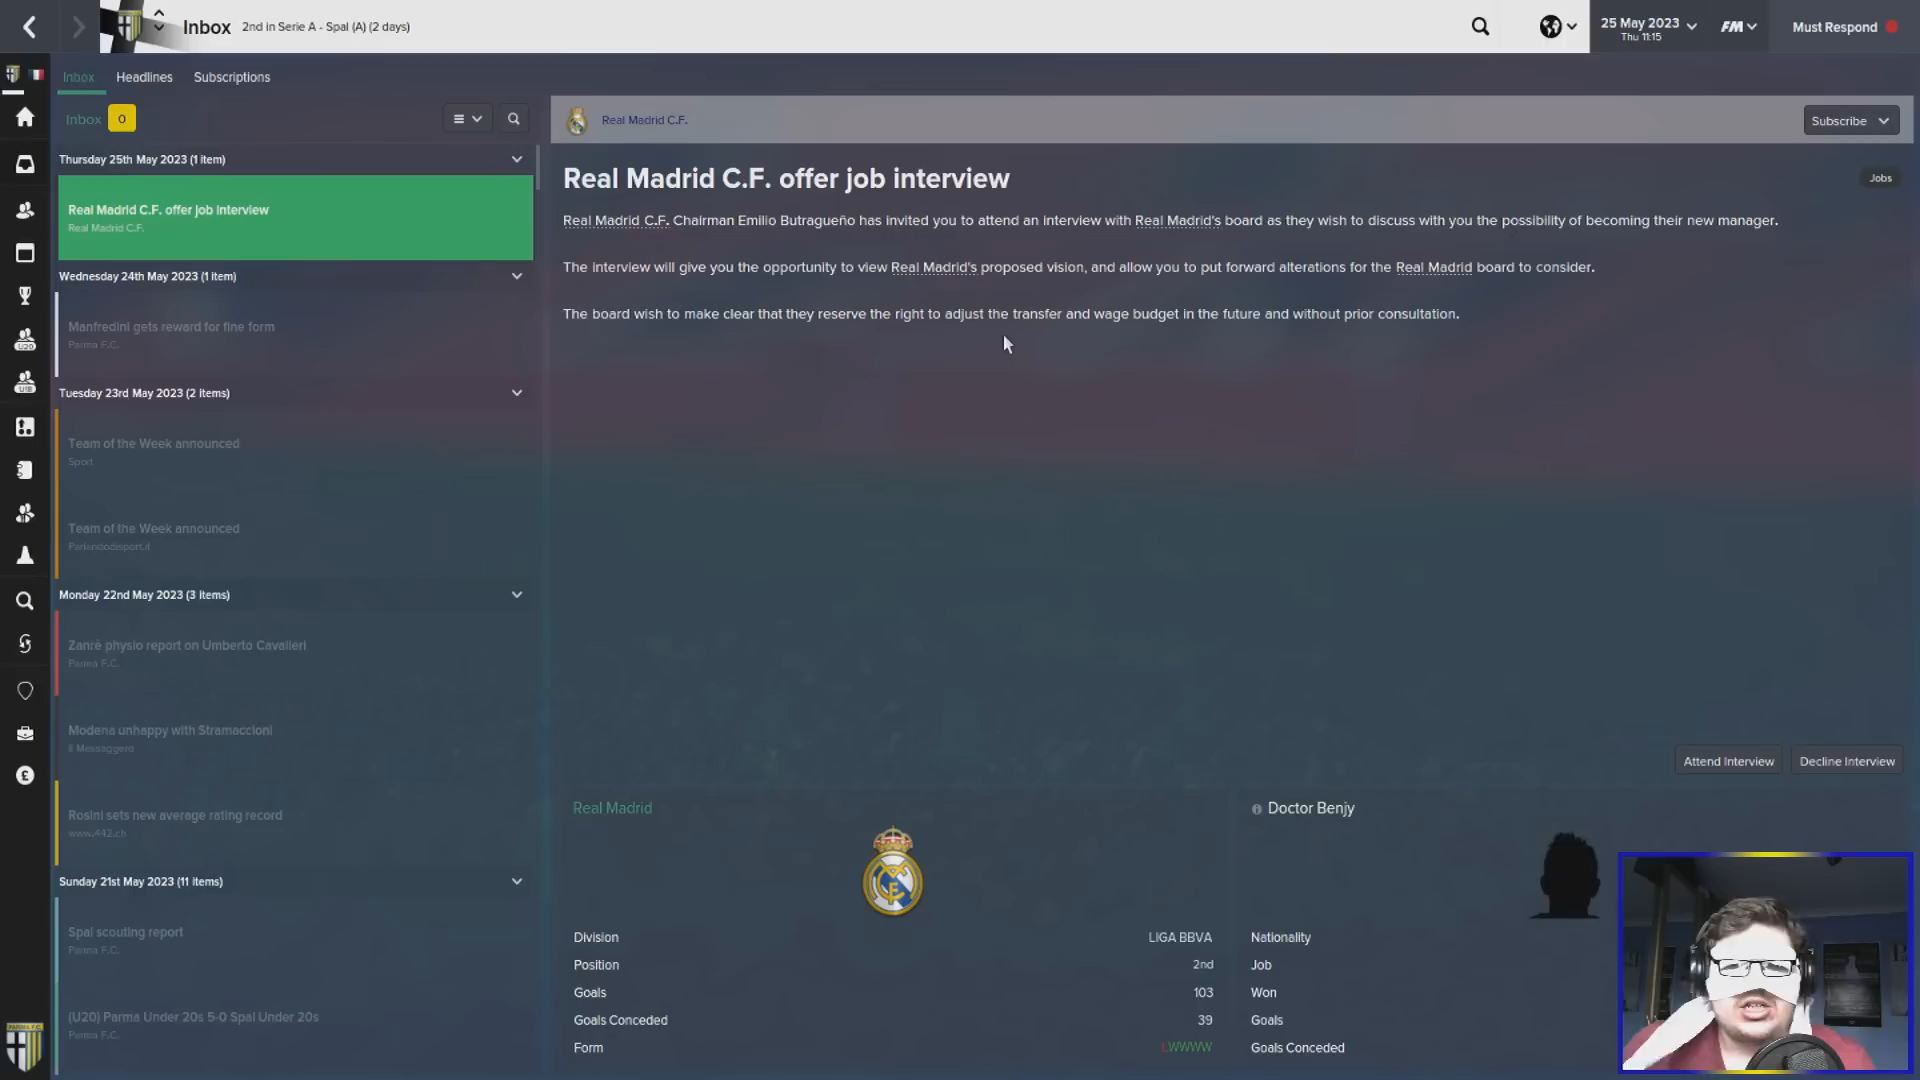 Inbox
2nd in Serie A - Spal (A) (2 days)
25 May 2023
Thu 11:15
FM
Must Respond
Inbox
Headlines
Subscriptions
Inbox
0
Thursday 25th May 2023 (1 item)
Real Madrid C.F. offer job interview
Real Madrid C.F.
Wednesday 24th May 2023 (1 item)
Manfredini gets reward for fine form
Parma F.C.
Tuesday 23rd May 2023 (2 items)
Team of the Week announced
Sport
Team of the Week announced
Parlandodisport.it
Monday 22nd May 2023 (3 items)
Zanrè physio report on Umberto Cavalieri
Parma F.C.
Modena unhappy with Stramaccioni
Il Messaggero
Rosini sets new average rating record
www.442.ch
Sunday 21st May 2023 (11 items)
Spal scouting report
Parma F.C.
(U20) Parma Under 20s 5-0 Spal Under 20s
Parma F.C.
U20
U18
Real Madrid C.F.
Subscribe
Real Madrid C.F. offer job interview
Jobs
Real Madrid C.F. Chairman Emilio Butragueño has invited you to attend an interview with Real Madrid's board as they wish to discuss with you the possibility of becoming their new manager.
The interview will give you the opportunity to view Real Madrid's proposed vision, and allow you to put forward alterations for the Real Madrid board to consider.
The board wish to make clear that they reserve the right to adjust the transfer and wage budget in the future and without prior consultation.
Attend Interview
Decline Interview
Real Madrid
Division LIGA BBVA
Position 2nd
Goals 103
Goals Conceded 39
Form LWWWW
Doctor Benjy
Nationality
Job
Won
Goals
Goals Conceded